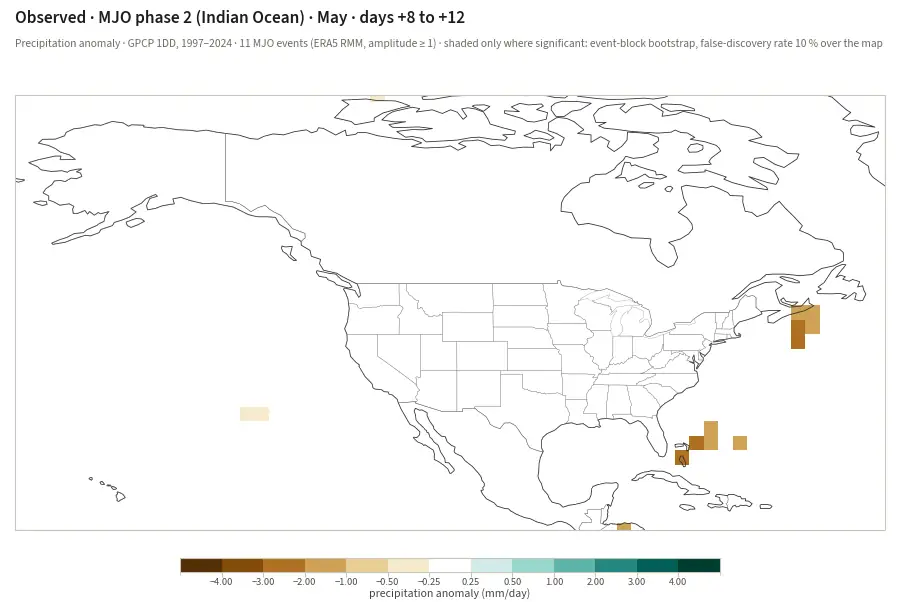 Observed · MJO phase 2 (Indian Ocean) · May · days +8 to +12
Precipitation anomaly · GPCP 1DD, 1997–2024 · 11 MJO events (ERA5 RMM, amplitude ≥ 1) · shaded only where significant: event-block bootstrap, false-discovery rate 10 % over the map
−4.00 −3.00 −2.00 −1.00 −0.50 −0.25 0.25 0.50 1.00 2.00 3.00 4.00
precipitation anomaly (mm/day)